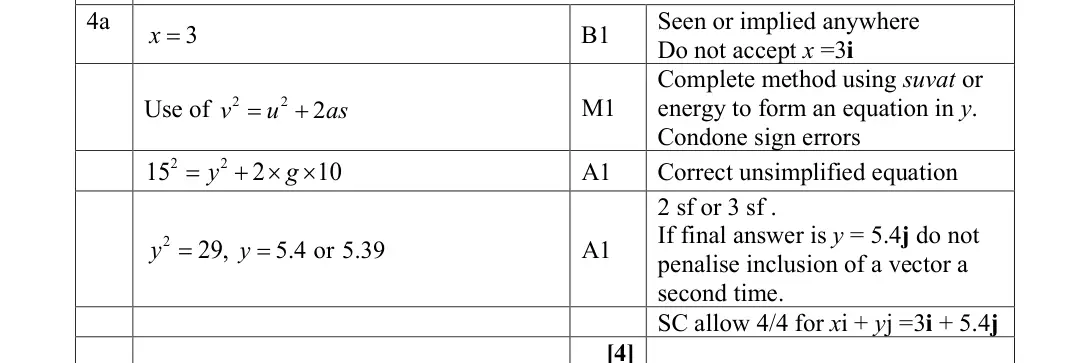 4a
x = 3
B1
Seen or implied anywhere
Do not accept x =3i
Use of v² = u² + 2as
M1
Complete method using suvat or
energy to form an equation in y.
Condone sign errors
15² = y² + 2 × g × 10
A1
Correct unsimplified equation
y² = 29, y = 5.4 or 5.39
A1
2 sf or 3 sf .
If final answer is y = 5.4j do not
penalise inclusion of a vector a
second time.
SC allow 4/4 for xi + yj =3i + 5.4j
[4]